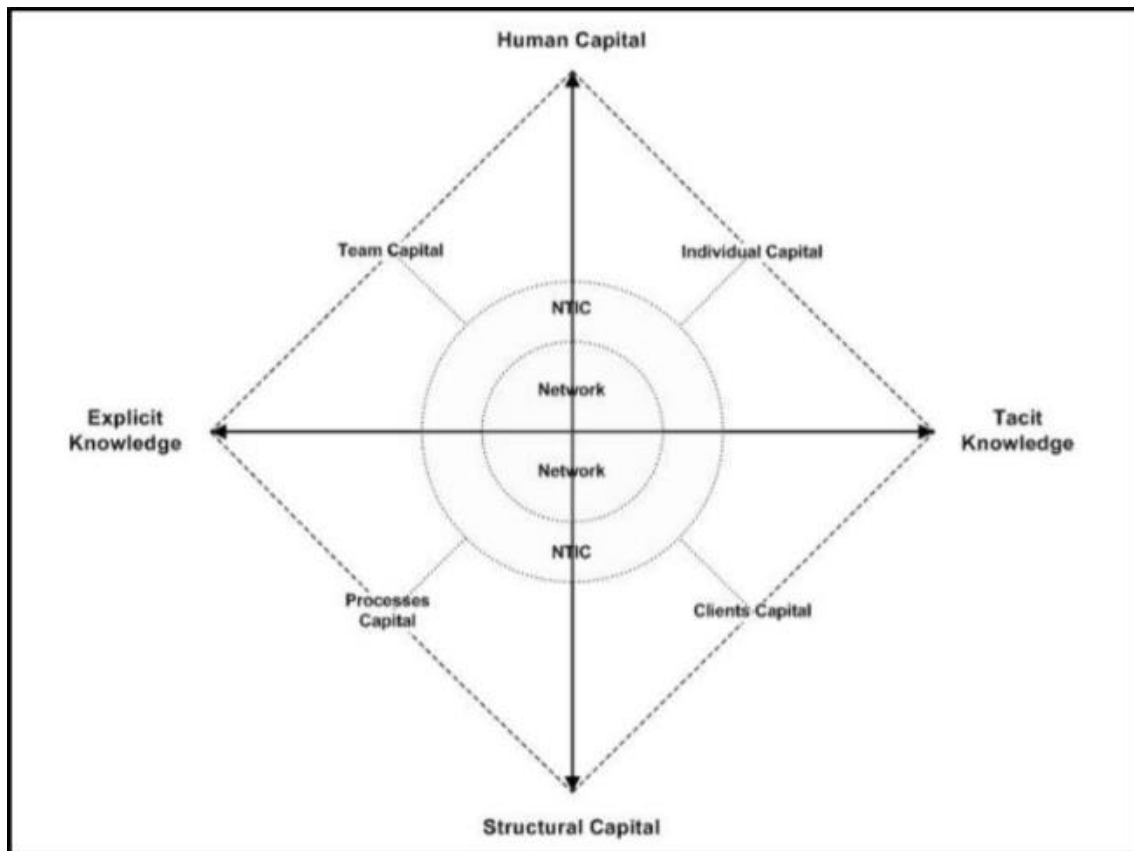 Human Capital
Team Capital
Individual Capital
NTIC
Network
Explicit
Knowledge
Tacit
Knowledge
Network
NTIC
Processes
Capital
Clients Capital
Structural Capital